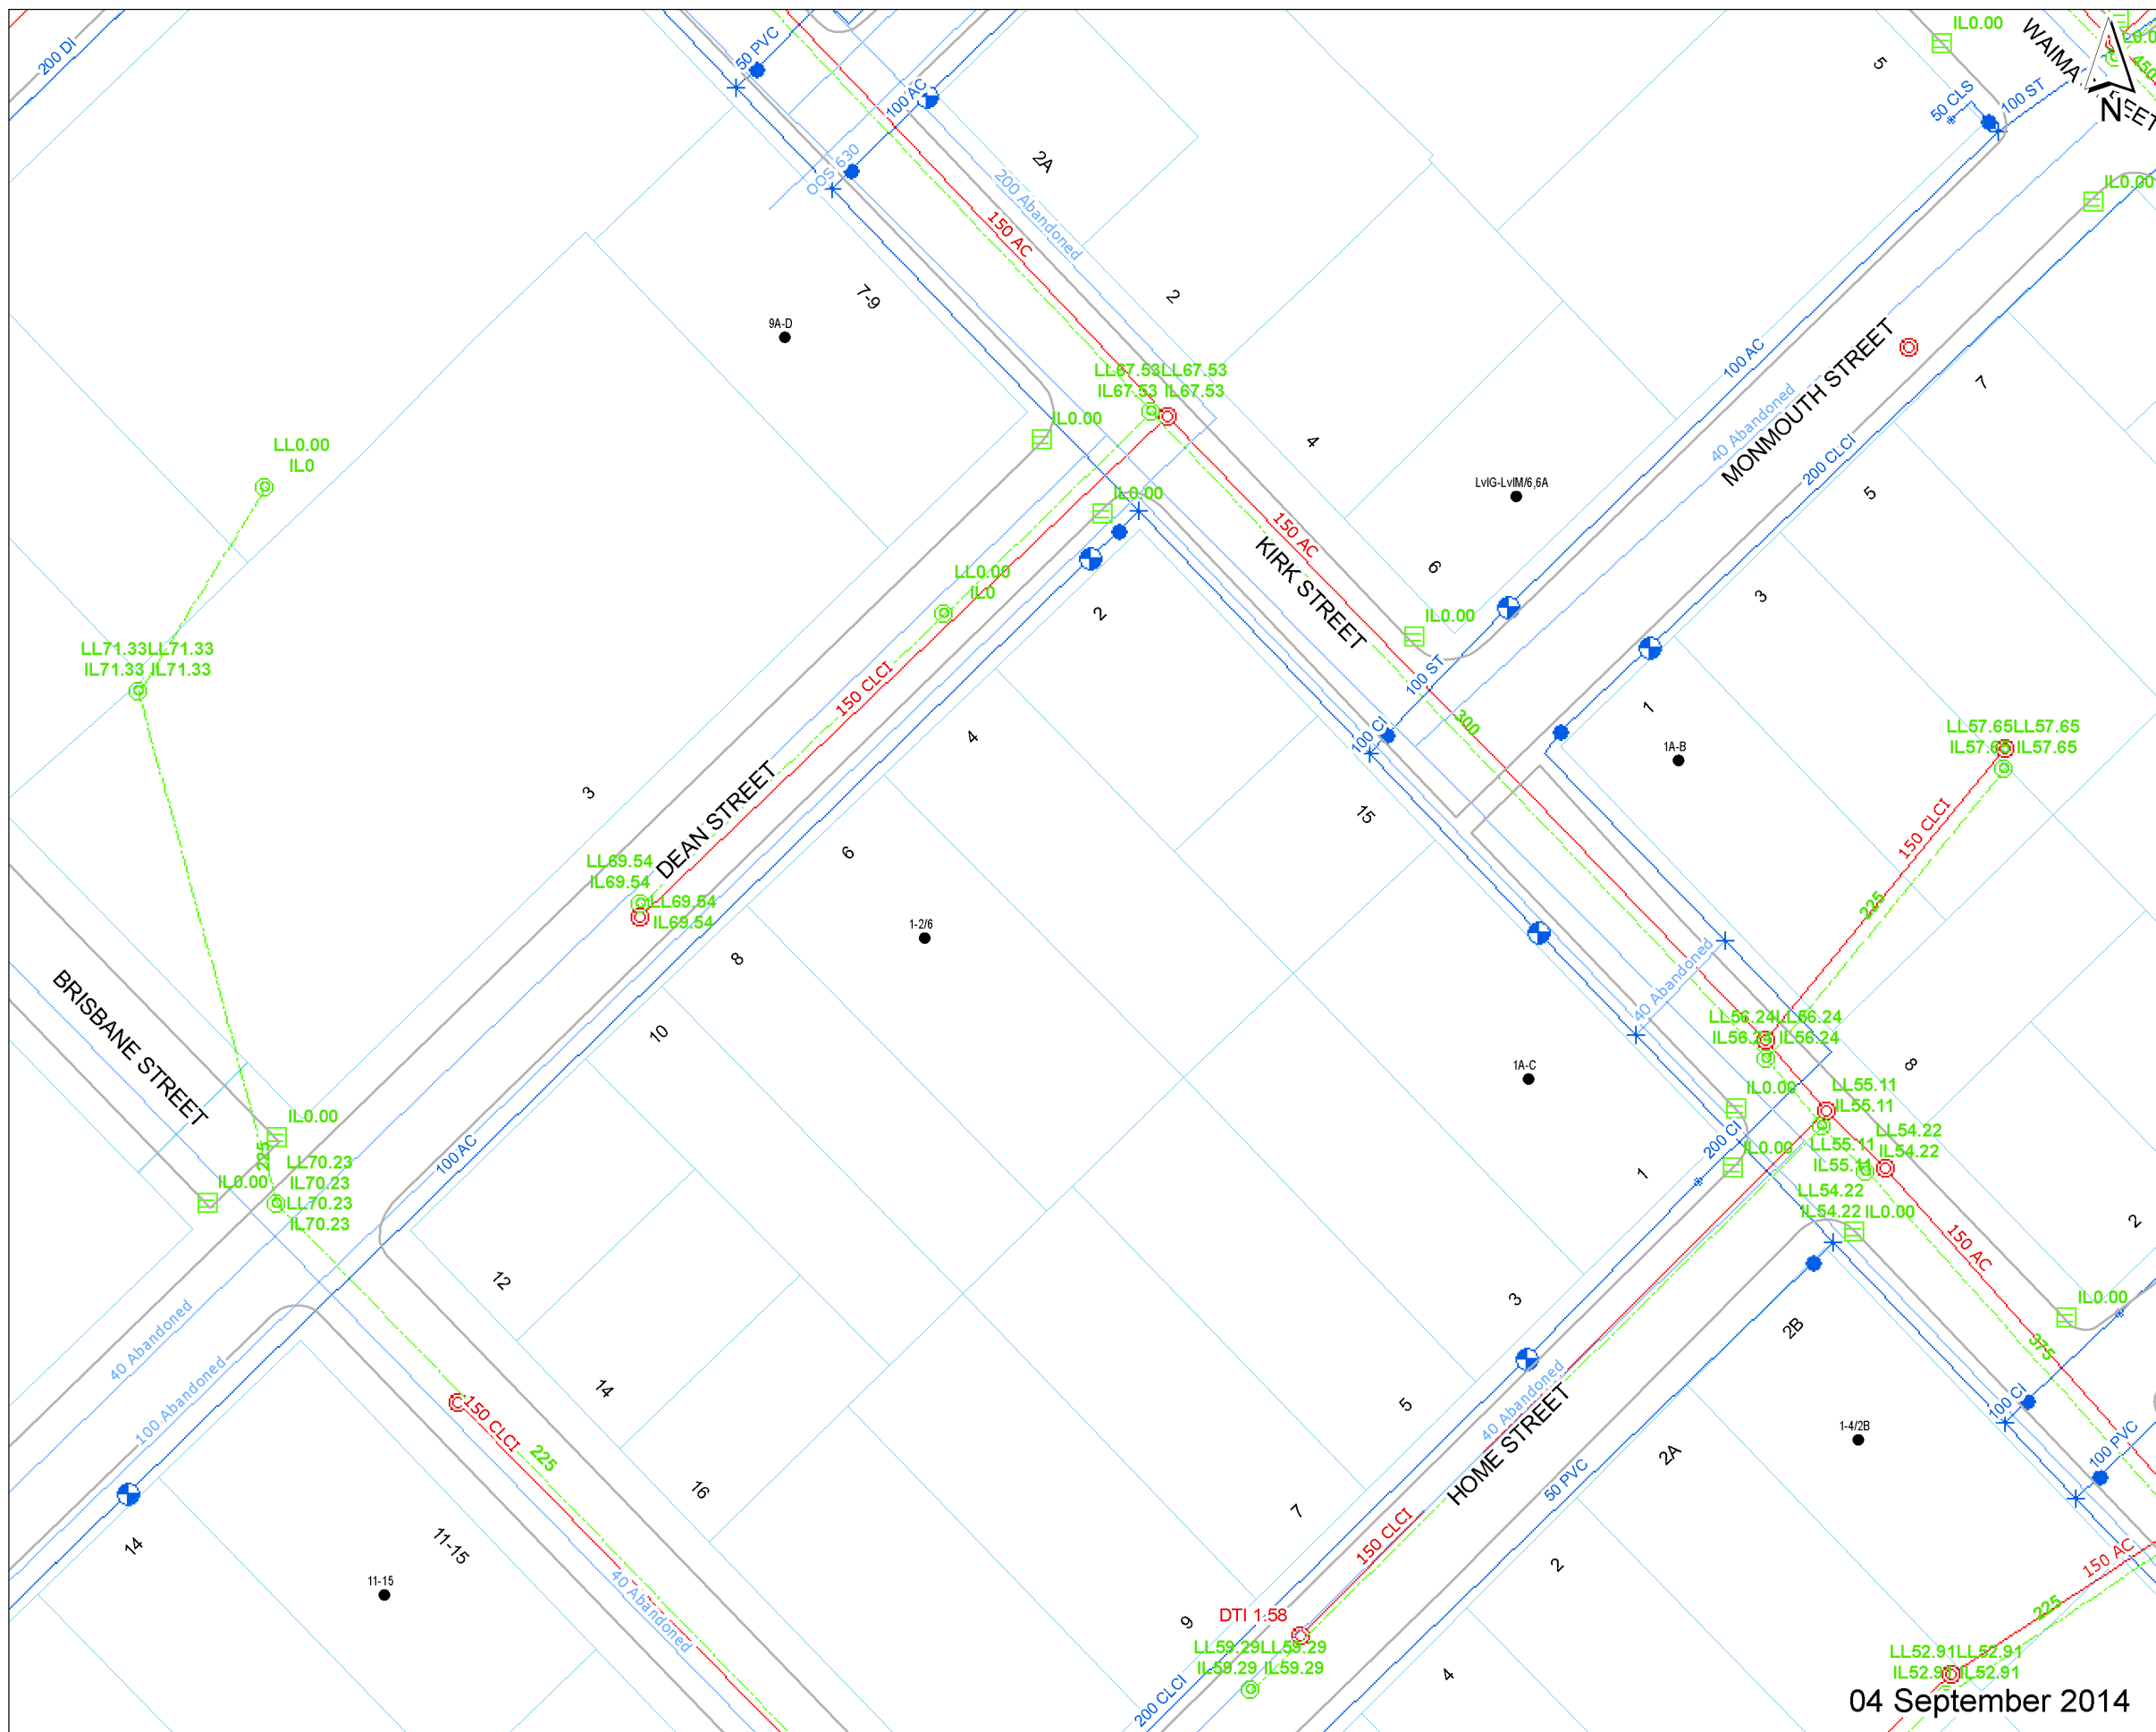 200 DI
50 PVC
100 AC
OOS 630
2A
200 Abandoned
150 AC
2
7-9
9A-D
5
IL0.00
50 CLS
100 ST
N
IL0.00
LL67.53LL67.53
IL67.53 IL67.53
IL0.00
IL0.00
4
LvlG-LvlM/6,6A
100 AC
40 Abandoned
MONMOUTH STREET
200 CLCI
7
5
3
1
1A-B
LL0.00
IL0
LL71.33LL71.33
IL71.33 IL71.33
LL0.00
IL0
150 CLCI
2
4
6
8
10
150 AC
KIRK STREET
6
IL0.00
100 ST
100 CI
300
15
LL57.65LL57.65
IL57.65 IL57.65
150 CLCI
225
3
DEAN STREET
LL69.54
IL69.54
LL69.54
IL69.54
1-2/6
BRISBANE STREET
IL0.00
225
LL70.23
IL70.23
LL70.23
IL70.23
IL0.00
100 AC
40 Abandoned
LL56.24LL56.24
IL56.24 IL56.24
1A-C
IL0.00
8
LL55.11
IL55.11
LL55.11
IL55.11
LL54.22
IL54.22
200 CI
IL0.00
LL54.22
IL54.22 IL0.00
1
2
150 AC
IL0.00
375
12
14
16
40 Abandoned
100 Abandoned
150 CLCI
225
14
11-15
11-15
40 Abandoned
3
5
7
9
40 Abandoned
HOME STREET
150 CLCI
50 PVC
2B
2A
2
4
1-4/2B
100 CI
100 PVC
150 AC
225
DTI 1.58
LL59.29LL59.29
IL59.29 IL59.29
200 CLCI
LL52.91LL52.91
IL52.91 IL52.91
04 September 2014